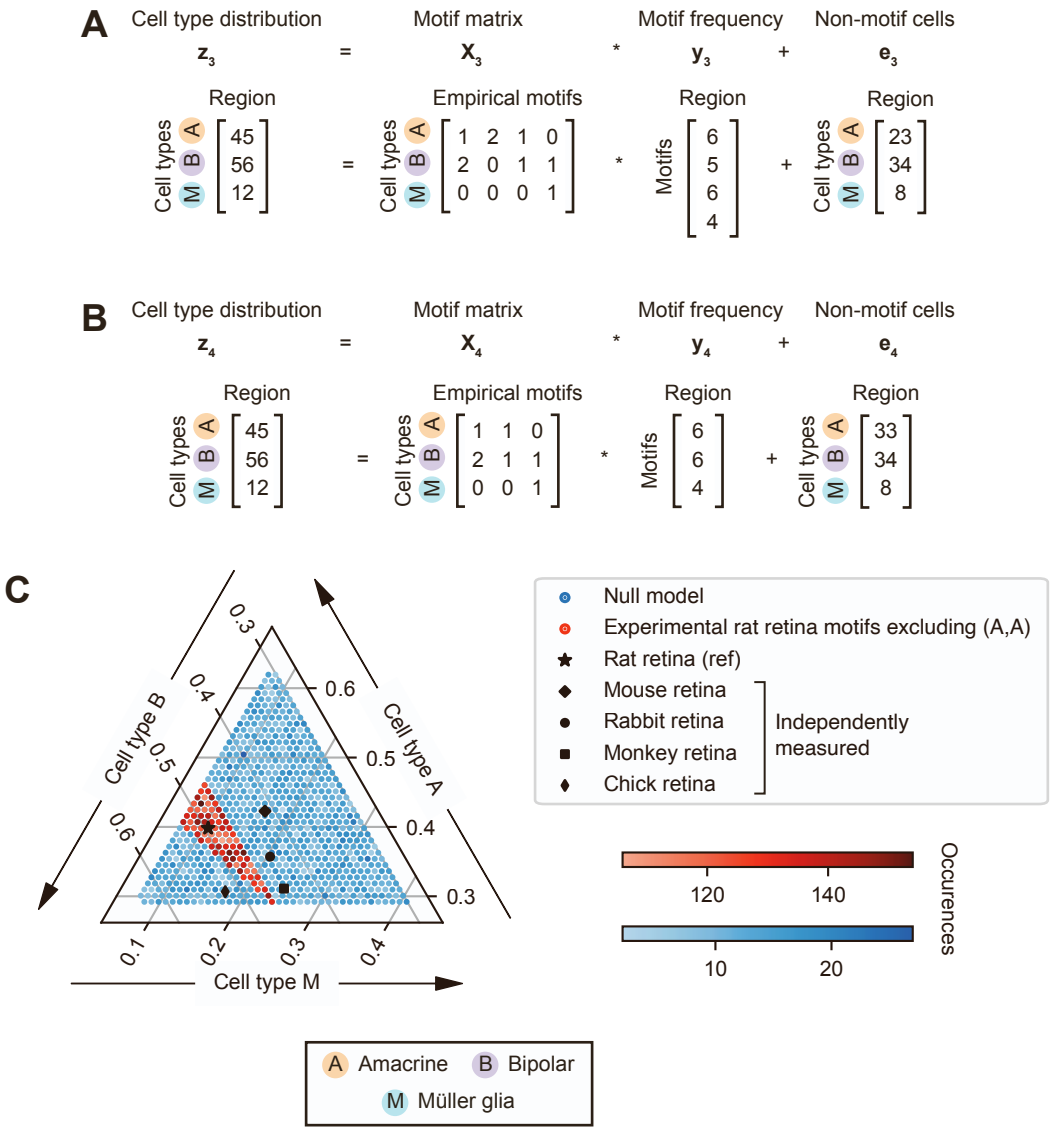 A
Cell type distribution Motif matrix Motif frequency Non-motif cells
z₃ = X₃ * y₃ + e₃
Region Empirical motifs Region Region
Cell types A B M 45 56 12 = Cell types A B M 1 2 1 0 2 0 1 1 0 0 0 1 * Motifs 6 5 6 4 + Cell types A B M 23 34 8
B
Cell type distribution Motif matrix Motif frequency Non-motif cells
z₄ = X₄ * y₄ + e₄
Region Empirical motifs Region Region
Cell types A B M 45 56 12 = Cell types A B M 1 1 0 2 1 1 0 0 1 * Motifs 6 6 4 + Cell types A B M 33 34 8
C
Cell type B
0.3
0.4
0.5
0.6
Cell type A
0.6
0.5
0.4
0.3
0.1 0.2 0.3 0.4
Cell type M
Null model
Experimental rat retina motifs excluding (A,A)
Rat retina (ref)
Mouse retina
Rabbit retina
Monkey retina
Chick retina
Independently
measured
120 140
10 20
Occurrences
A Amacrine B Bipolar
M Müller glia